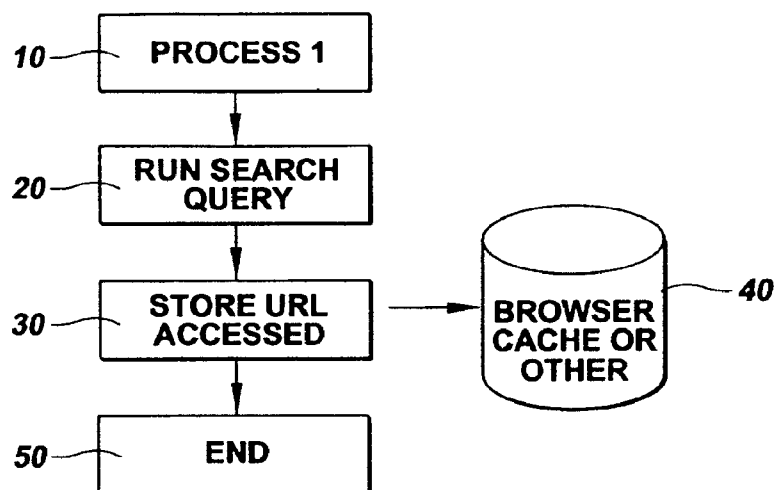 10
PROCESS 1
20
RUN SEARCH
QUERY
30
STORE URL
ACCESSED
40
BROWSER
CACHE OR
OTHER
50
END